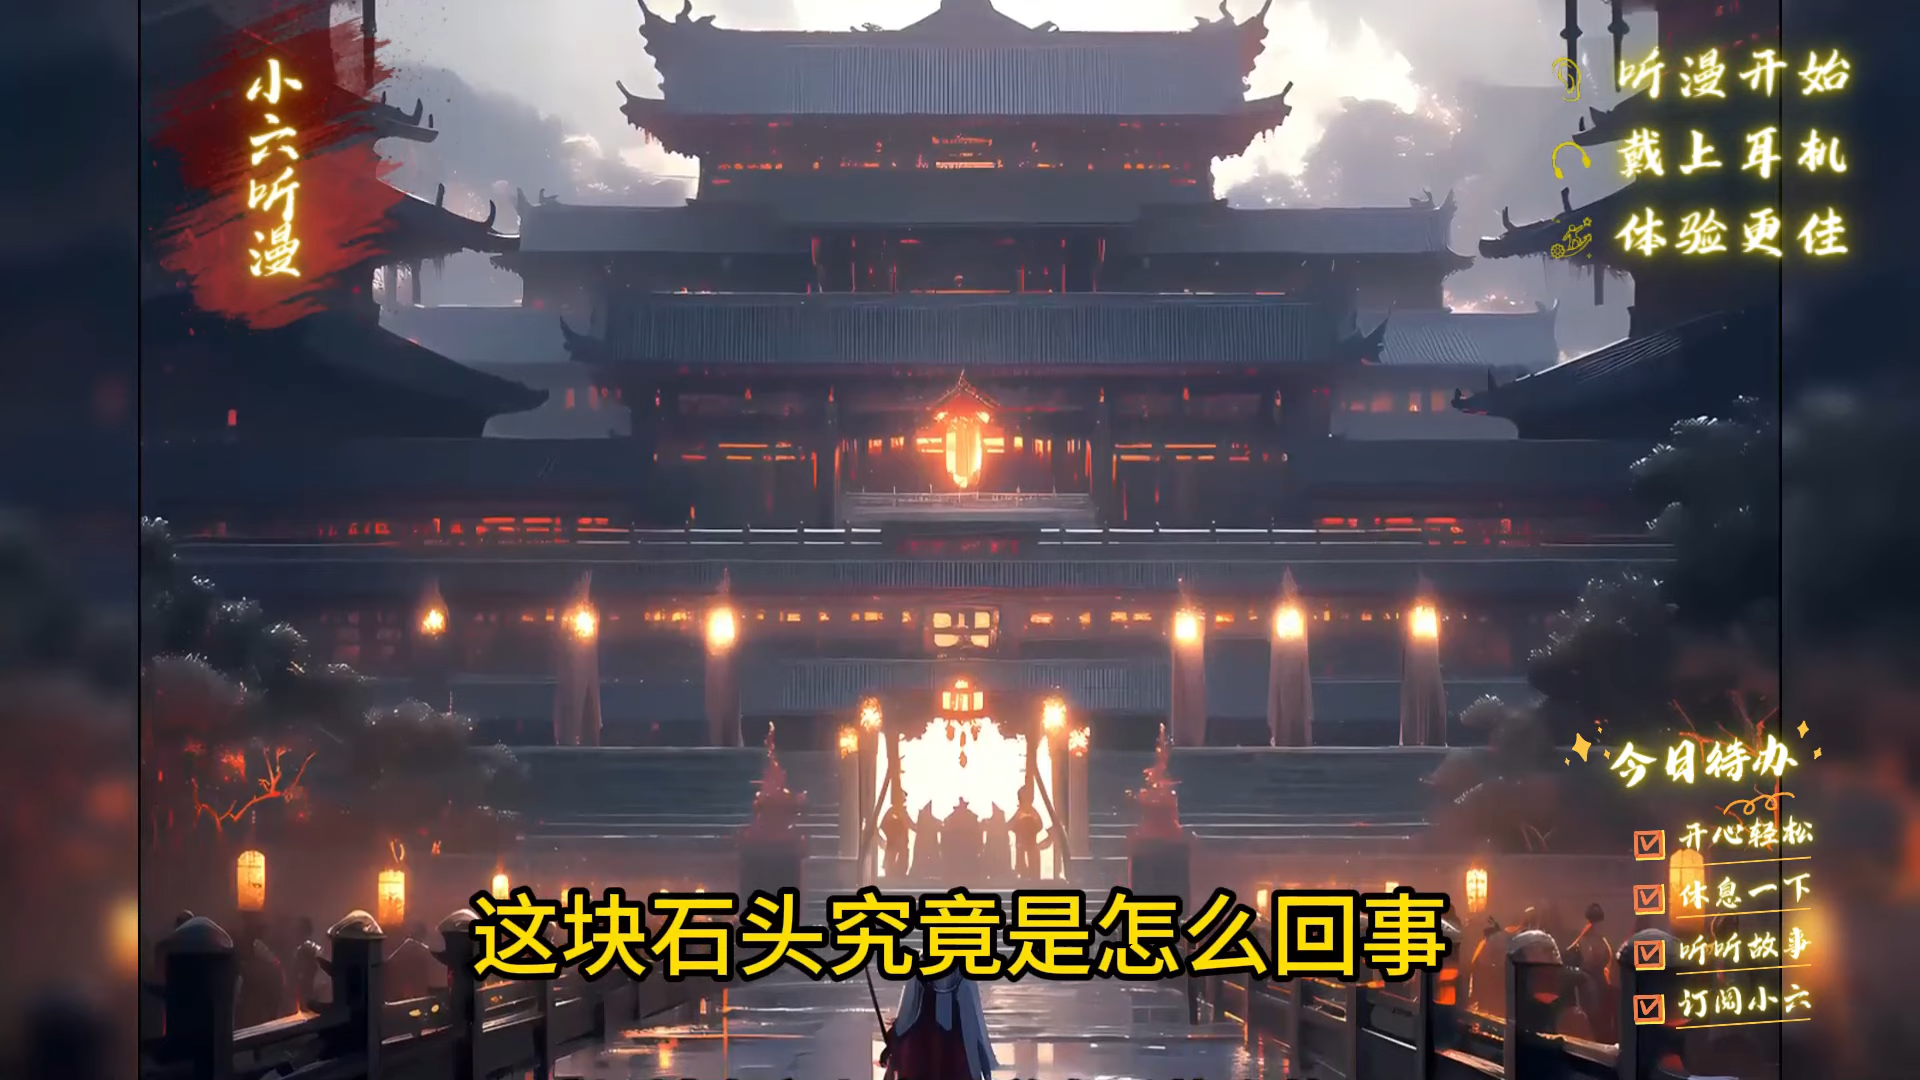 小六听漫
听漫开始
戴上耳机
体验更佳
今日待办
开心轻松
休息一下
听听故事
订阅小六
这块石头究竟是怎么回事